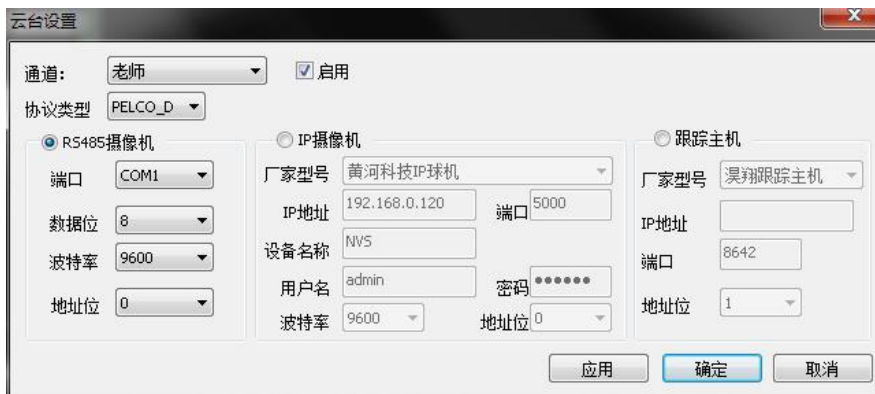 云台设置
通道: 老师 启用
协议类型 PELCO_D
RS485摄像机
端口 COM1
数据位 8
波特率 9600
地址位 0
IP摄像机
厂家型号 黄河科技IP球机
IP地址 192.168.0.120 端口 5000
设备名称 NVS
用户名 admin 密码 ●●●●●●
波特率 9600 地址位 0
跟踪主机
厂家型号 淏翔跟踪主机
IP地址
端口 8642
地址位 1
应用 确定 取消